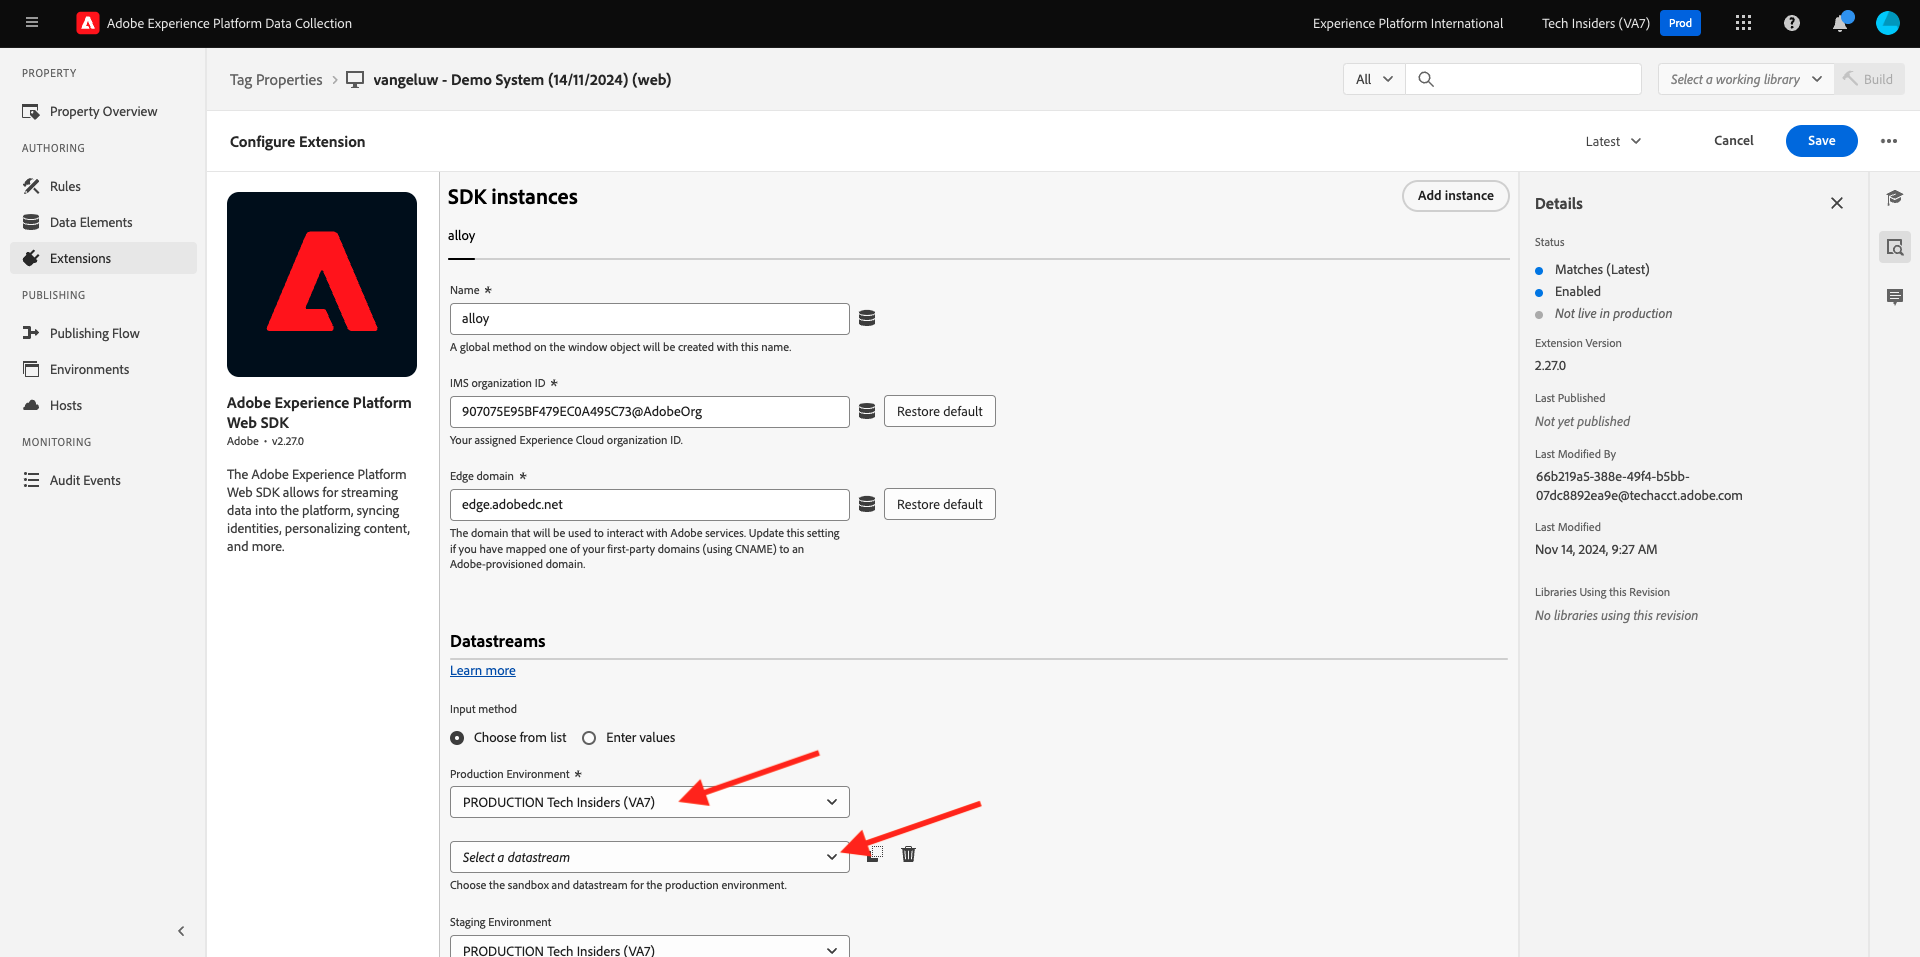 Adobe Experience Platform Data Collection
Experience Platform International
Tech Insiders (VA7)
Prod
PROPERTY
Property Overview
AUTHORING
Rules
Data Elements
Extensions
PUBLISHING
Publishing Flow
Environments
Hosts
MONITORING
Audit Events
Tag Properties
vangeluw - Demo System (14/11/2024) (web)
All
Select a working library
Build
Configure Extension
Latest
Cancel
Save
Adobe Experience Platform
Web SDK
Adobe • v2.27.0
The Adobe Experience Platform
Web SDK allows for streaming
data into the platform, syncing
identities, personalizing content,
and more.
SDK instances
Add instance
alloy
Name *
alloy
A global method on the window object will be created with this name.
IMS organization ID *
907075E95BF479EC0A495C73@AdobeOrg
Restore default
Your assigned Experience Cloud organization ID.
Edge domain *
edge.adobedc.net
Restore default
The domain that will be used to interact with Adobe services. Update this setting
if you have mapped one of your first-party domains (using CNAME) to an
Adobe-provisioned domain.
Datastreams
Learn more
Input method
Choose from list
Enter values
Production Environment *
PRODUCTION Tech Insiders (VA7)
Select a datastream
Choose the sandbox and datastream for the production environment.
Staging Environment
PRODUCTION Tech Insiders (VA7)
Details
Status
Matches (Latest)
Enabled
Not live in production
Extension Version
2.27.0
Last Published
Not yet published
Last Modified By
66b219a5-388e-49f4-b5bb-
07dc8892ea9e@techacct.adobe.com
Last Modified
Nov 14, 2024, 9:27 AM
Libraries Using this Revision
No libraries using this revision